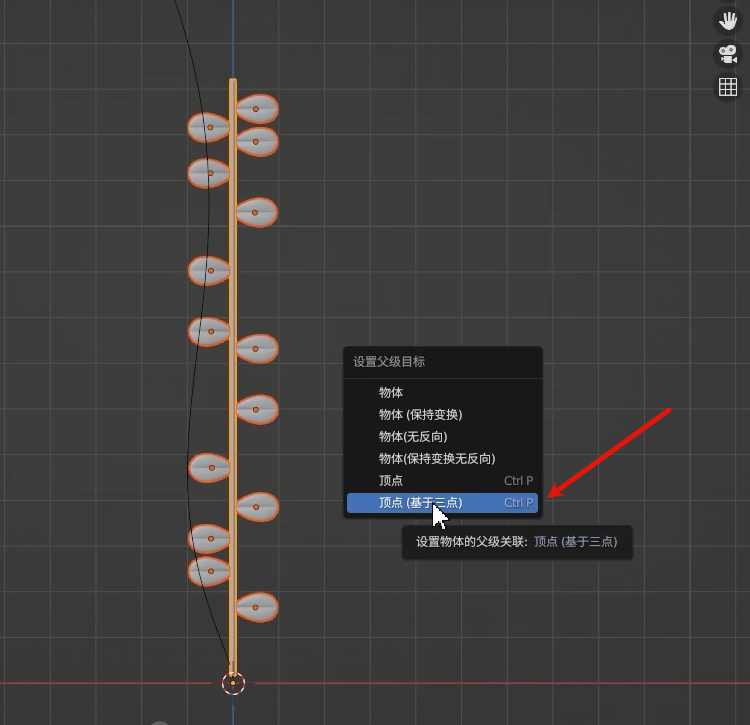 设置父级目标
物体
物体 (保持变换)
物体(无反向)
物体(保持变换无反向)
顶点 Ctrl P
顶点 (基于三点) Ctrl P
设置物体的父级关联: 顶点 (基于三点)